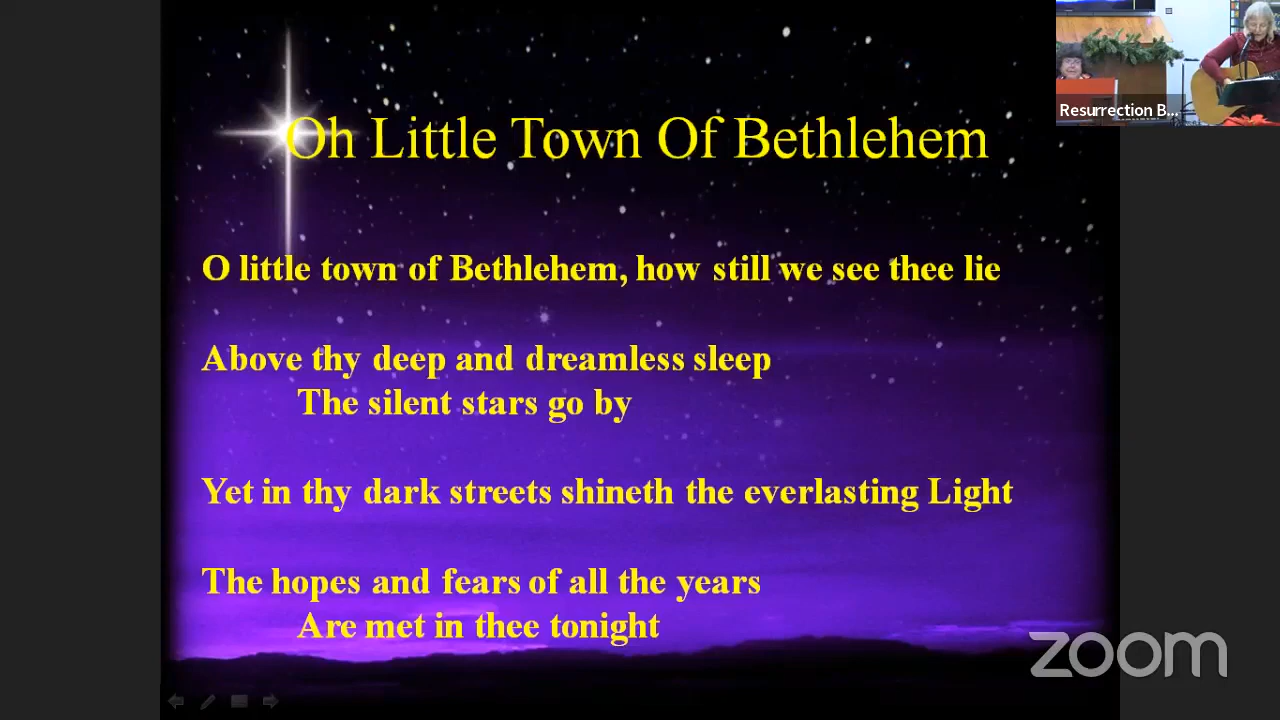 Resurrection B...
Oh Little Town Of Bethlehem
O little town of Bethlehem, how still we see thee lie
Above thy deep and dreamless sleep
The silent stars go by
Yet in thy dark streets shineth the everlasting Light
The hopes and fears of all the years
Are met in thee tonight
zoom